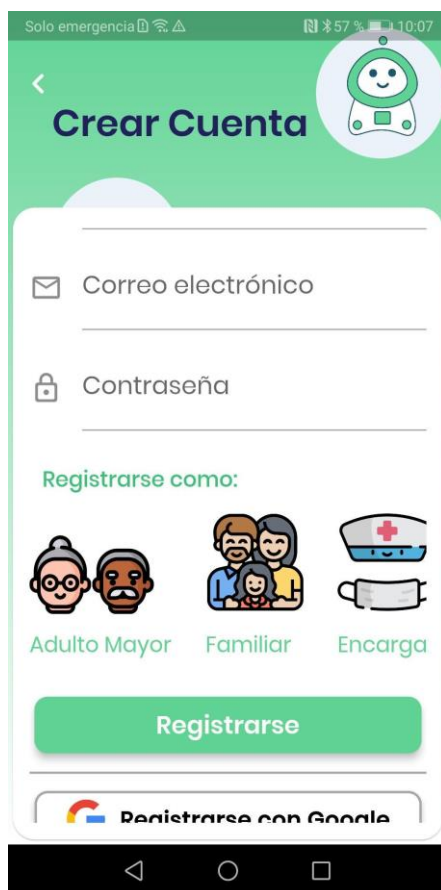 Solo emergencia 57 % 10:07
Crear Cuenta
Correo electrónico
Contraseña
Registrarse como:
Adulto Mayor Familiar Encarga
Registrarse
Registrarse con Google